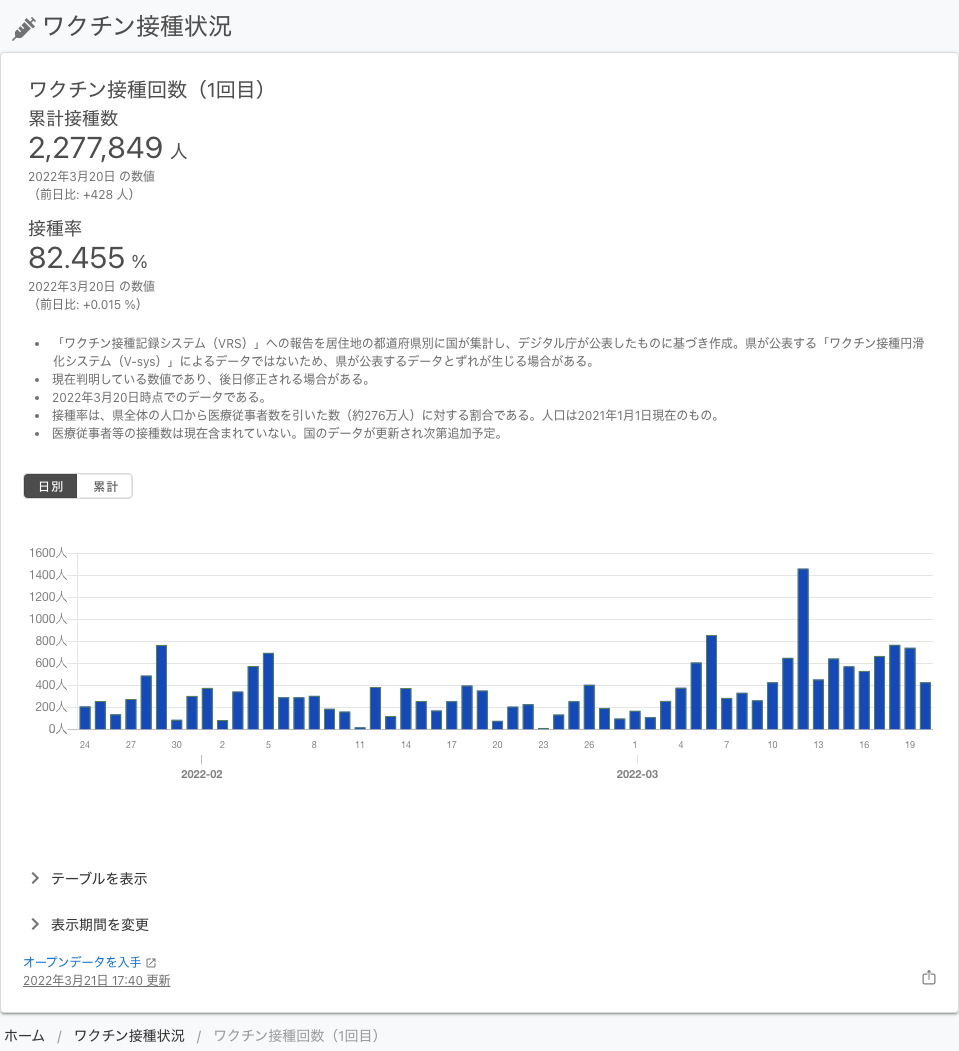 ワクチン接種状況
ワクチン接種回数（1回目）
累計接種数
2,277,849 人
2022年3月20日 の数値
（前日比: +428 人）
接種率
82.455 %
2022年3月20日 の数値
（前日比: +0.015 %）
• 「ワクチン接種記録システム（VRS）」への報告を居住地の都道府県別に国が集計し、デジタル庁が公表したものに基づき作成。県が公表する「ワクチン接種円滑
化システム（V-sys）」によるデータではないため、県が公表するデータとずれが生じる場合がある。
• 現在判明している数値であり、後日修正される場合がある。
• 2022年3月20日時点でのデータである。
• 接種率は、県全体の人口から医療従事者数を引いた数（約276万人）に対する割合である。人口は2021年1月1日現在のもの。
• 医療従事者等の接種数は現在含まれていない。国のデータが更新され次第追加予定。
日別 累計
1600人
1400人
1200人
1000人
800人
600人
400人
200人
0人
24 27 30 2 5 8 11 14 17 20 23 26 1 4 7 10 13 16 19
2022-02 2022-03
テーブルを表示
表示期間を変更
オープンデータを入手
2022年3月21日 17:40 更新
ホーム / ワクチン接種状況 / ワクチン接種回数（1回目）